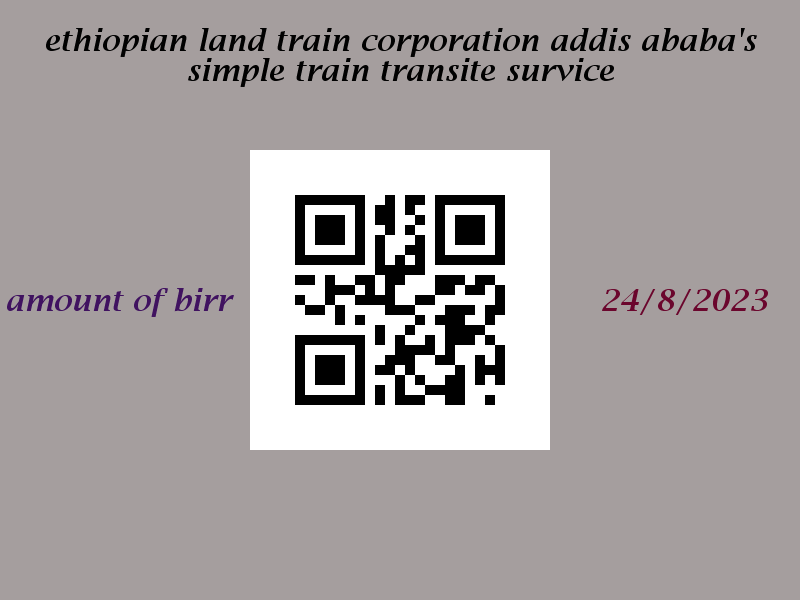 ethiopian land train corporation addis ababa's
simple train transite survice
amount of birr
24/8/2023